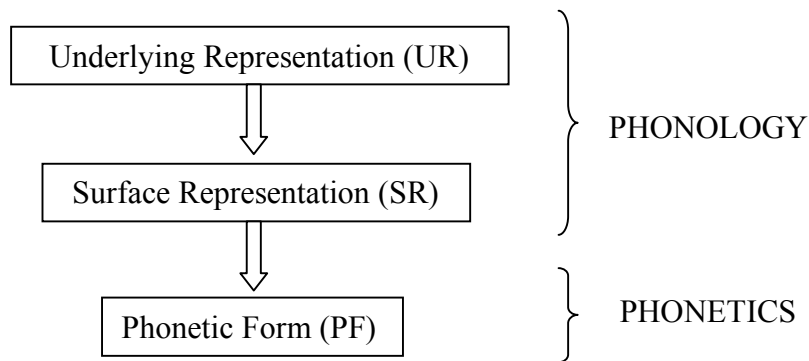 Underlying Representation (UR)
PHONOLOGY
Surface Representation (SR)
Phonetic Form (PF)
PHONETICS